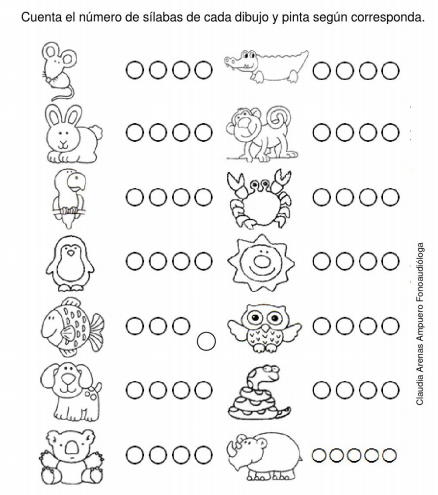 Cuenta el número de sílabas de cada dibujo y pinta según corresponda.
Claudia Arenas Ampuero Fonoaudióloga